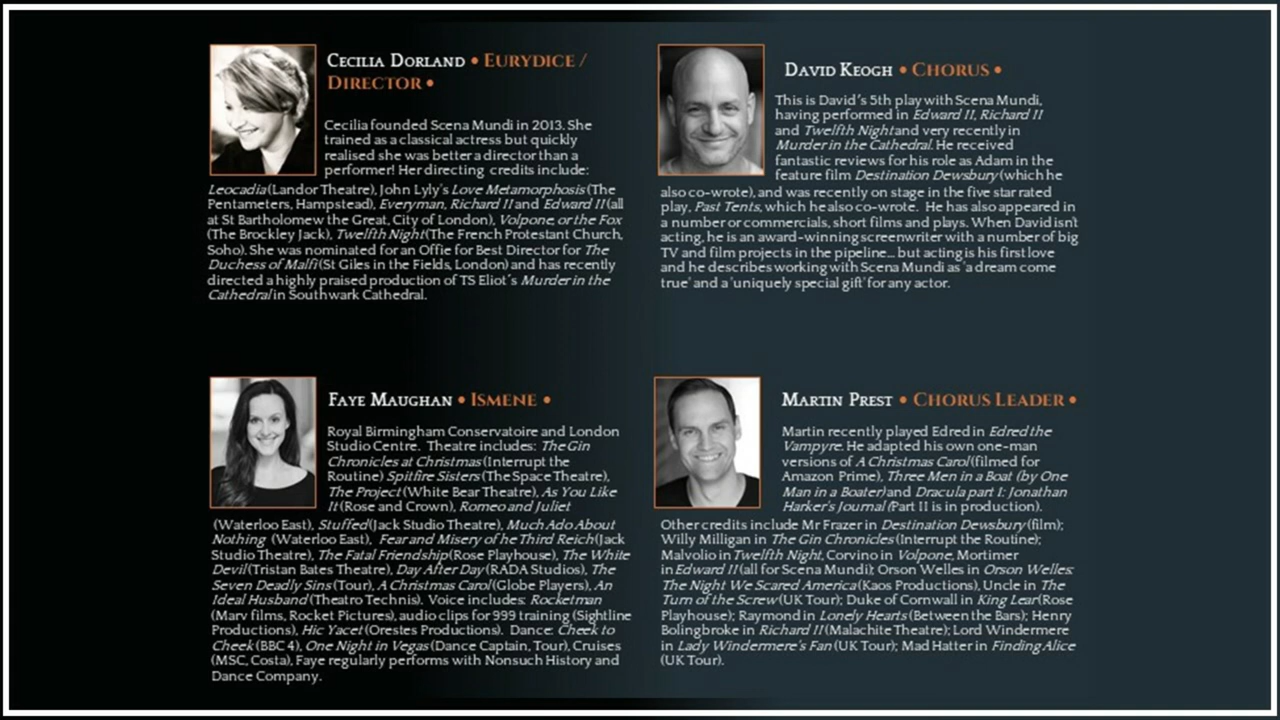 Cecilia Dorland • Eurydice /
Director •
Cecilia founded Scena Mundi in 2013. She
trained as a classical actress but quickly
realised she was better a director than a
performer! Her directing credits include:
Leocadia (Landor Theatre), John Lyly's Love Metamorphosis (The
Pentameters, Hampstead), Everyman, Richard II and Edward II (all
at St Bartholomew the Great, City of London), Volpone, or the Fox
(The Brockley Jack), Twelfth Night (The French Protestant Church,
Soho). She was nominated for an Offie for Best Director for The
Duchess of Malfi (St Giles in the Fields, London) and has recently
directed a highly praised production of TS Eliot's Murder in the
Cathedral in Southwark Cathedral.
David Keogh • Chorus •
This is David's 5th play with Scena Mundi,
having performed in Edward II, Richard II
and Twelfth Night and very recently in
Murder in the Cathedral. He received
fantastic reviews for his role as Adam in the
feature film Destination Dewsbury (which he
also co-wrote), and was recently on stage in the five star rated
play, Past Tents, which he also co-wrote. He has also appeared in
a number or commercials, short films and plays. When David isn't
acting, he is an award-winning screenwriter with a number of big
TV and film projects in the pipeline... but acting is his first love
and he describes working with Scena Mundi as 'a dream come
true' and a 'uniquely special gift' for any actor.
Faye Maughan • Ismene •
Royal Birmingham Conservatoire and London
Studio Centre. Theatre includes: The Gin
Chronicles at Christmas (Interrupt the
Routine) Spitfire Sisters (The Space Theatre),
The Project (White Bear Theatre), As You Like
It (Rose and Crown), Romeo and Juliet
(Waterloo East), Stuffed (Jack Studio Theatre), Much Ado About
Nothing (Waterloo East), Fear and Misery of he Third Reich (Jack
Studio Theatre), The Fatal Friendship (Rose Playhouse), The White
Devil (Tristan Bates Theatre), Day After Day (RADA Studios), The
Seven Deadly Sins (Tour), A Christmas Carol (Globe Players), An
Ideal Husband (Theatro Technis). Voice includes: Rocketman
(Marv films, Rocket Pictures), audio clips for 999 training (Sightline
Productions), Hic Yacet (Orestes Productions). Dance: Cheek to
Cheek (BBC 4), One Night in Vegas (Dance Captain, Tour), Cruises
(MSC, Costa), Faye regularly performs with Nonsuch History and
Dance Company.
Martin Prest • Chorus Leader •
Martin recently played Edred in Edred the
Vampyre. He adapted his own one-man
versions of A Christmas Carol (filmed for
Amazon Prime), Three Men in a Boat (by One
Man in a Boater) and Dracula part 1: Jonathan
Harker's Journal (Part II is in production).
Other credits include Mr Frazer in Destination Dewsbury (film);
Willy Milligan in The Gin Chronicles (Interrupt the Routine);
Malvolio in Twelfth Night, Corvino in Volpone, Mortimer
in Edward II (all for Scena Mundi); Orson Welles in Orson Welles:
The Night We Scared America (Kaos Productions), Uncle in The
Turn of the Screw (UK Tour); Duke of Cornwall in King Lear (Rose
Playhouse); Raymond in Lonely Hearts (Between the Bars); Henry
Bolingbroke in Richard II (Malachite Theatre); Lord Windermere
in Lady Windermere's Fan (UK Tour); Mad Hatter in Finding Alice
(UK Tour).